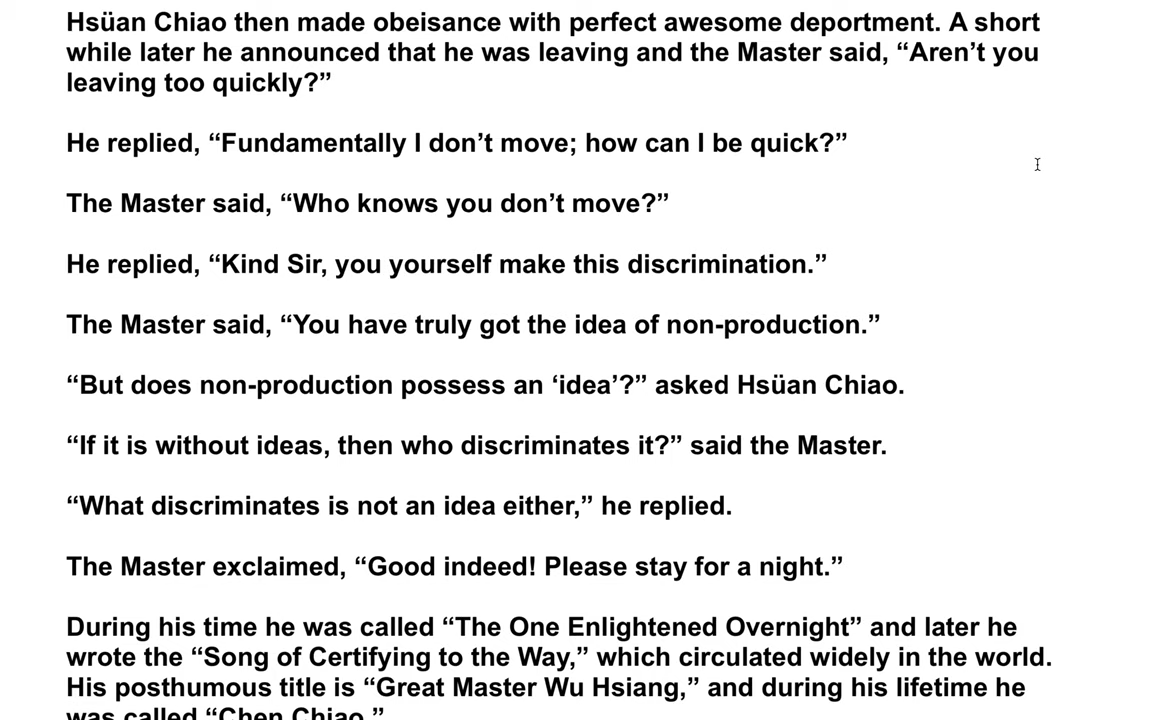 Hsüan Chiao then made obeisance with perfect awesome deportment. A short
while later he announced that he was leaving and the Master said, “Aren’t you
leaving too quickly?”
He replied, “Fundamentally I don’t move; how can I be quick?”
The Master said, “Who knows you don’t move?”
He replied, “Kind Sir, you yourself make this discrimination.”
The Master said, “You have truly got the idea of non-production.”
“But does non-production possess an ‘idea’?” asked Hsüan Chiao.
“If it is without ideas, then who discriminates it?” said the Master.
“What discriminates is not an idea either,” he replied.
The Master exclaimed, “Good indeed! Please stay for a night.”
During his time he was called “The One Enlightened Overnight” and later he
wrote the “Song of Certifying to the Way,” which circulated widely in the world.
His posthumous title is “Great Master Wu Hsiang,” and during his lifetime he
was called “Chen Chiao.”